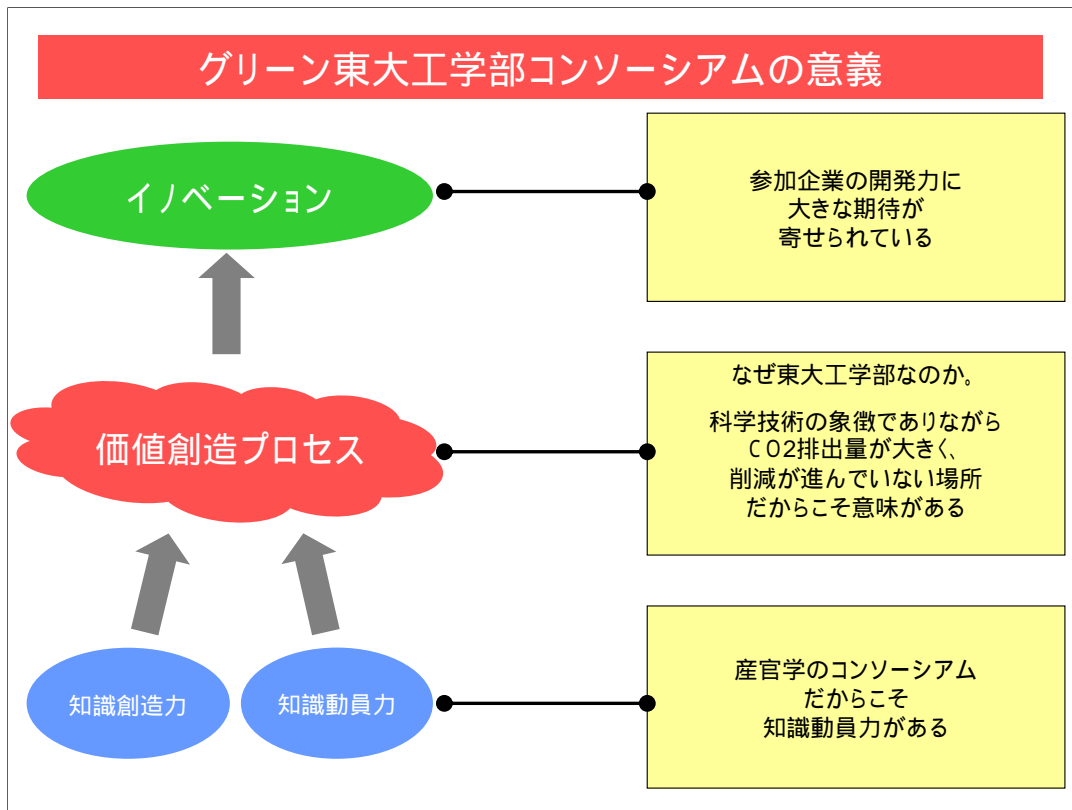 グリーン東大工学部コンソーシアムの意義
イノベーション
参加企業の開発力に
大きな期待が
寄せられている
価値創造プロセス
なぜ東大工学部なのか。
科学技術の象徴でありながら
CO2排出量が大きく、
削減が進んでいない場所
だからこそ意味がある
知識創造力
知識動員力
産官学のコンソーシアム
だからこそ
知識動員力がある